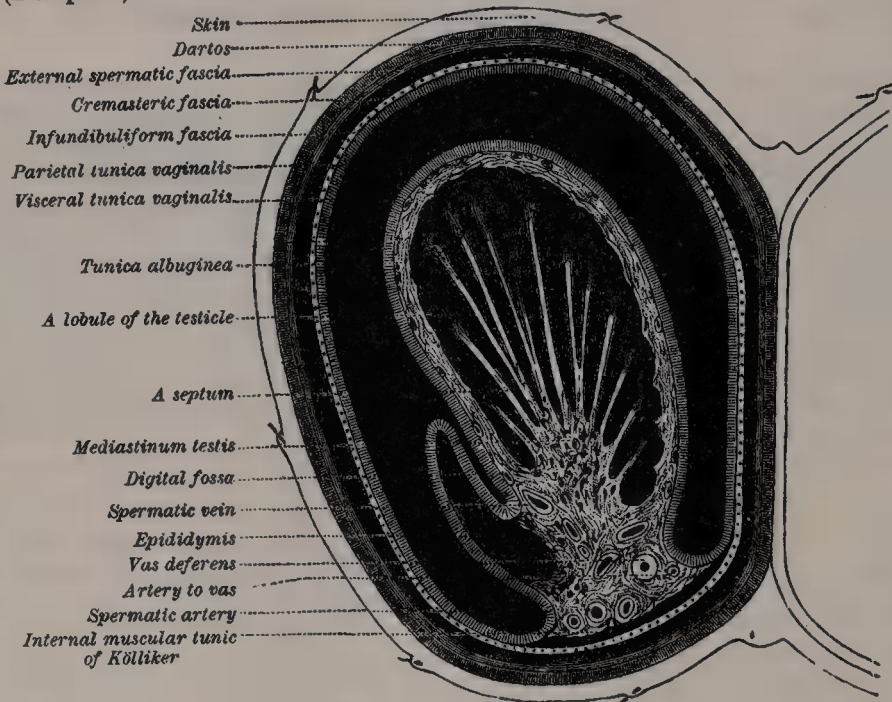 Skin
Dartos
External spermatic fascia
Cremasteric fascia
Infundibuliform fascia
Parietal tunica vaginalis
Visceral tunica vaginalis
Tunica albuginea
A lobule of the testicle
A septum
Mediastinum testis
Digital fossa
Spermatic vein
Epididymis
Vas deferens
Artery to vas
Spermatic artery
Internal muscular tunic
of Kölliker